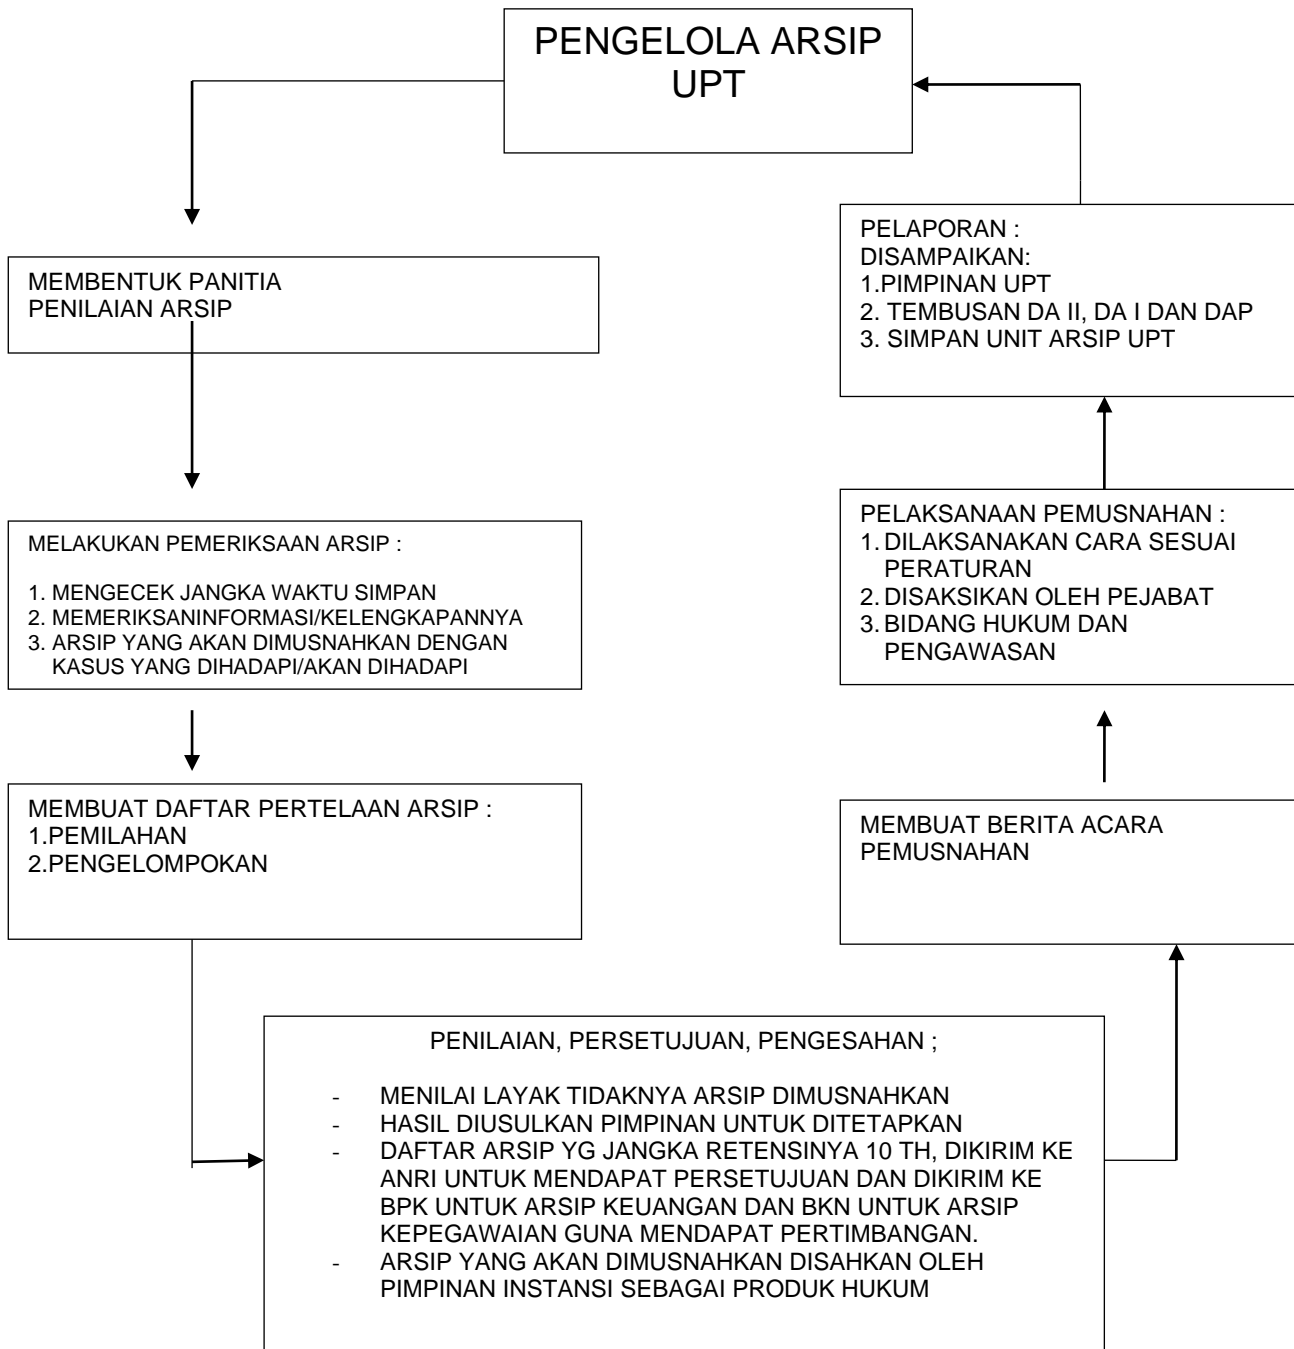 PENGELOLA ARSIP
UPT
MEMBENTUK PANITIA
PENILAIAN ARSIP
MELAKUKAN PEMERIKSAAN ARSIP :
1. MENGECEK JANGKA WAKTU SIMPAN
2. MEMERIKSANINFORMASI/KELENGKAPANNYA
3. ARSIP YANG AKAN DIMUSNAHKAN DENGAN
KASUS YANG DIHADAPI/AKAN DIHADAPI
MEMBUAT DAFTAR PERTELAAN ARSIP :
1.PEMILAHAN
2.PENGELOMPOKAN
PENILAIAN, PERSETUJUAN, PENGESAHAN ;
- MENILAI LAYAK TIDAKNYA ARSIP DIMUSNAHKAN
- HASIL DIUSULKAN PIMPINAN UNTUK DITETAPKAN
- DAFTAR ARSIP YG JANGKA RETENSINYA 10 TH, DIKIRIM KE
ANRI UNTUK MENDAPAT PERSETUJUAN DAN DIKIRIM KE
BPK UNTUK ARSIP KEUANGAN DAN BKN UNTUK ARSIP
KEPEGAWAIAN GUNA MENDAPAT PERTIMBANGAN.
- ARSIP YANG AKAN DIMUSNAHKAN DISAHKAN OLEH
PIMPINAN INSTANSI SEBAGAI PRODUK HUKUM
MEMBUAT BERITA ACARA
PEMUSNAHAN
PELAKSANAAN PEMUSNAHAN :
1. DILAKSANAKAN CARA SESUAI
PERATURAN
2. DISAKSIKAN OLEH PEJABAT
3. BIDANG HUKUM DAN
PENGAWASAN
PELAPORAN :
DISAMPAIKAN:
1.PIMPINAN UPT
2. TEMBUSAN DA II, DA I DAN DAP
3. SIMPAN UNIT ARSIP UPT